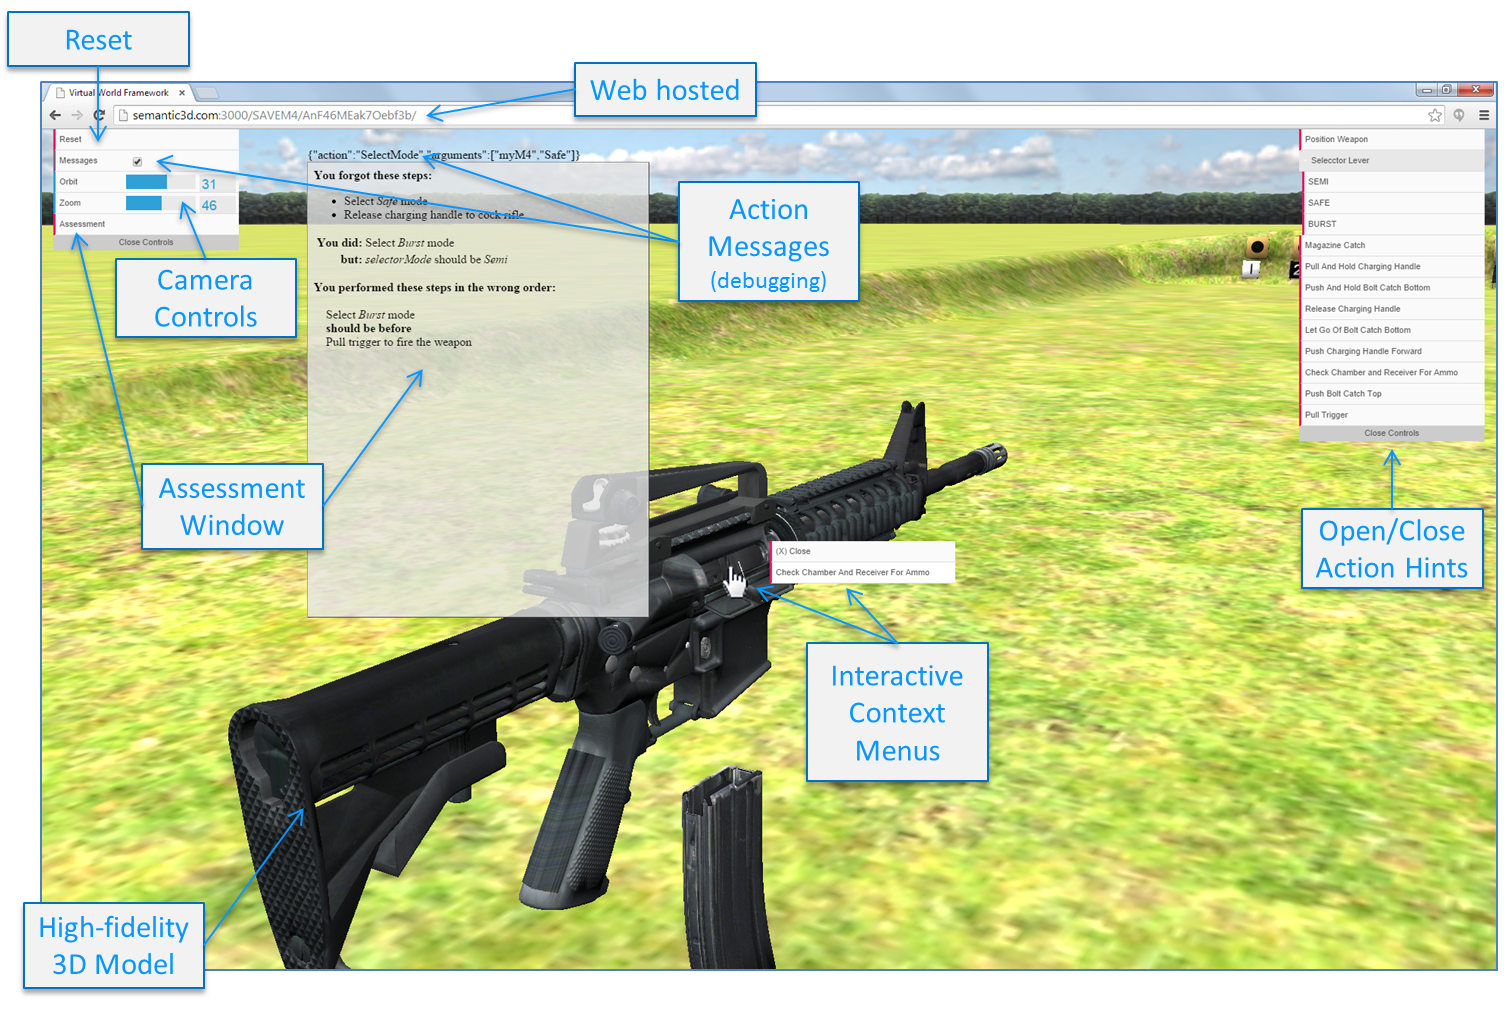 Reset
Web hosted
Virtual World Framework
semantic3d.com:3000/SAVEM4/AnF46MEak7Oebf3b/
Reset
Messages
Orbit 31
Zoom 46
Assessment
Close Controls
Camera
Controls
{"action":"SelectMode","arguments":["myM4","Safe"]}
You forgot these steps:
• Select Safe mode
• Release charging handle to cock rifle
You did: Select Burst mode
but: selectorMode should be Semi
You performed these steps in the wrong order:
Select Burst mode
should be before
Pull trigger to fire the weapon
Action
Messages
(debugging)
Position Weapon
Selecctor Lever
SEMI
SAFE
BURST
Magazine Catch
Pull And Hold Charging Handle
Push And Hold Bolt Catch Bottom
Release Charging Handle
Let Go Of Bolt Catch Bottom
Push Charging Handle Forward
Check Chamber and Receiver For Ammo
Push Bolt Catch Top
Pull Trigger
Close Controls
1
2
Assessment
Window
Open/Close
Action Hints
(X) Close
Check Chamber And Receiver For Ammo
Interactive
Context
Menus
High-fidelity
3D Model